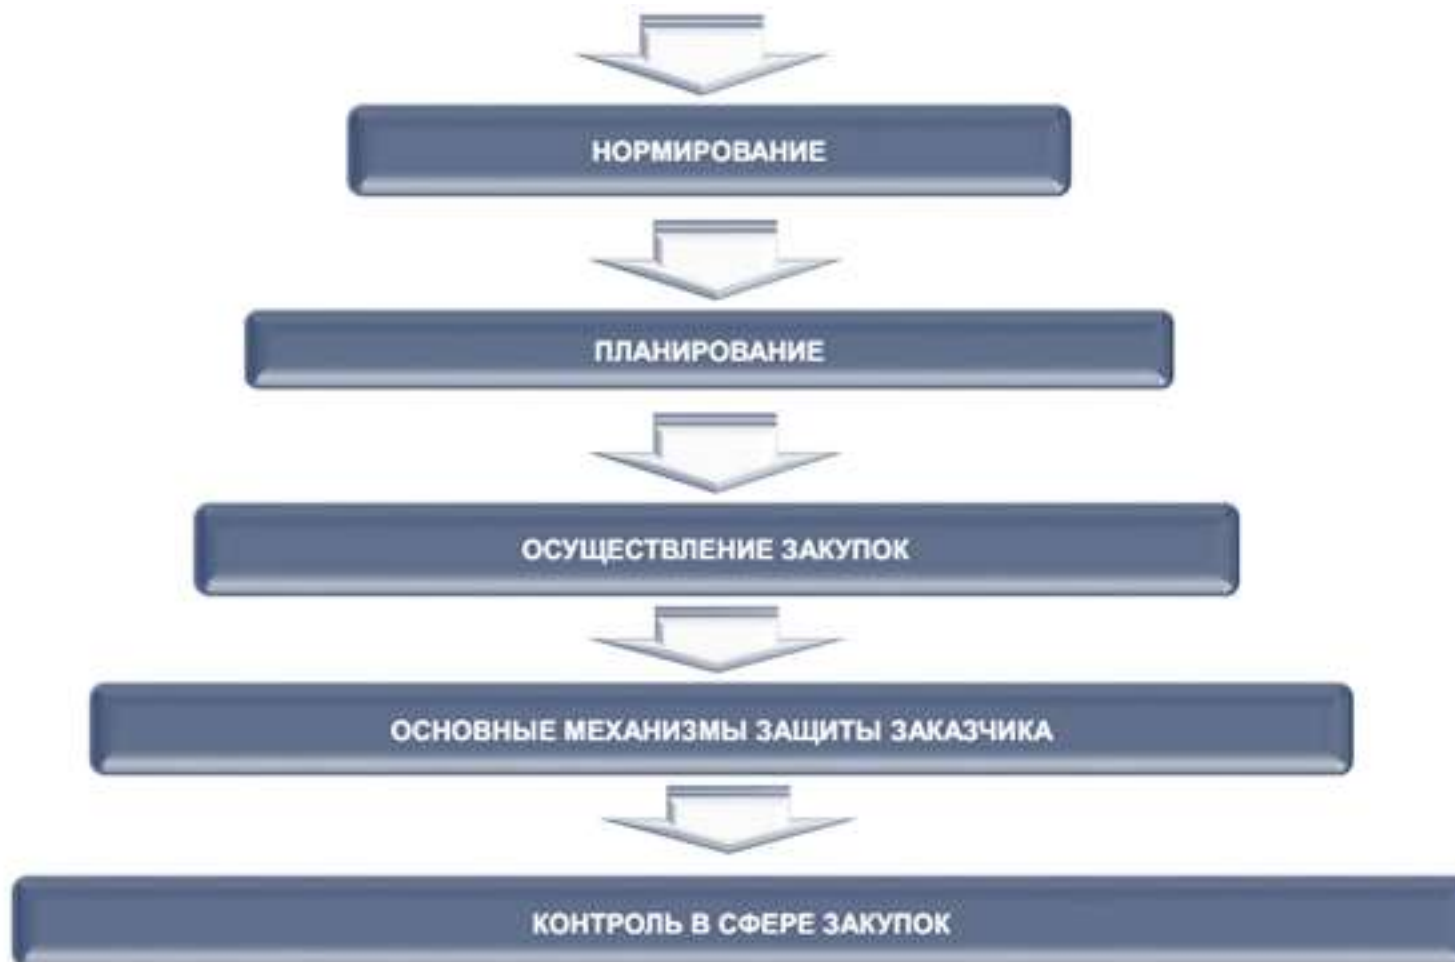 НОРМИРОВАНИЕ
ПЛАНИРОВАНИЕ
ОСУЩЕСТВЛЕНИЕ ЗАКУПОК
ОСНОВНЫЕ МЕХАНИЗМЫ ЗАЩИТЫ ЗАКАЗЧИКА
КОНТРОЛЬ В СФЕРЕ ЗАКУПОК